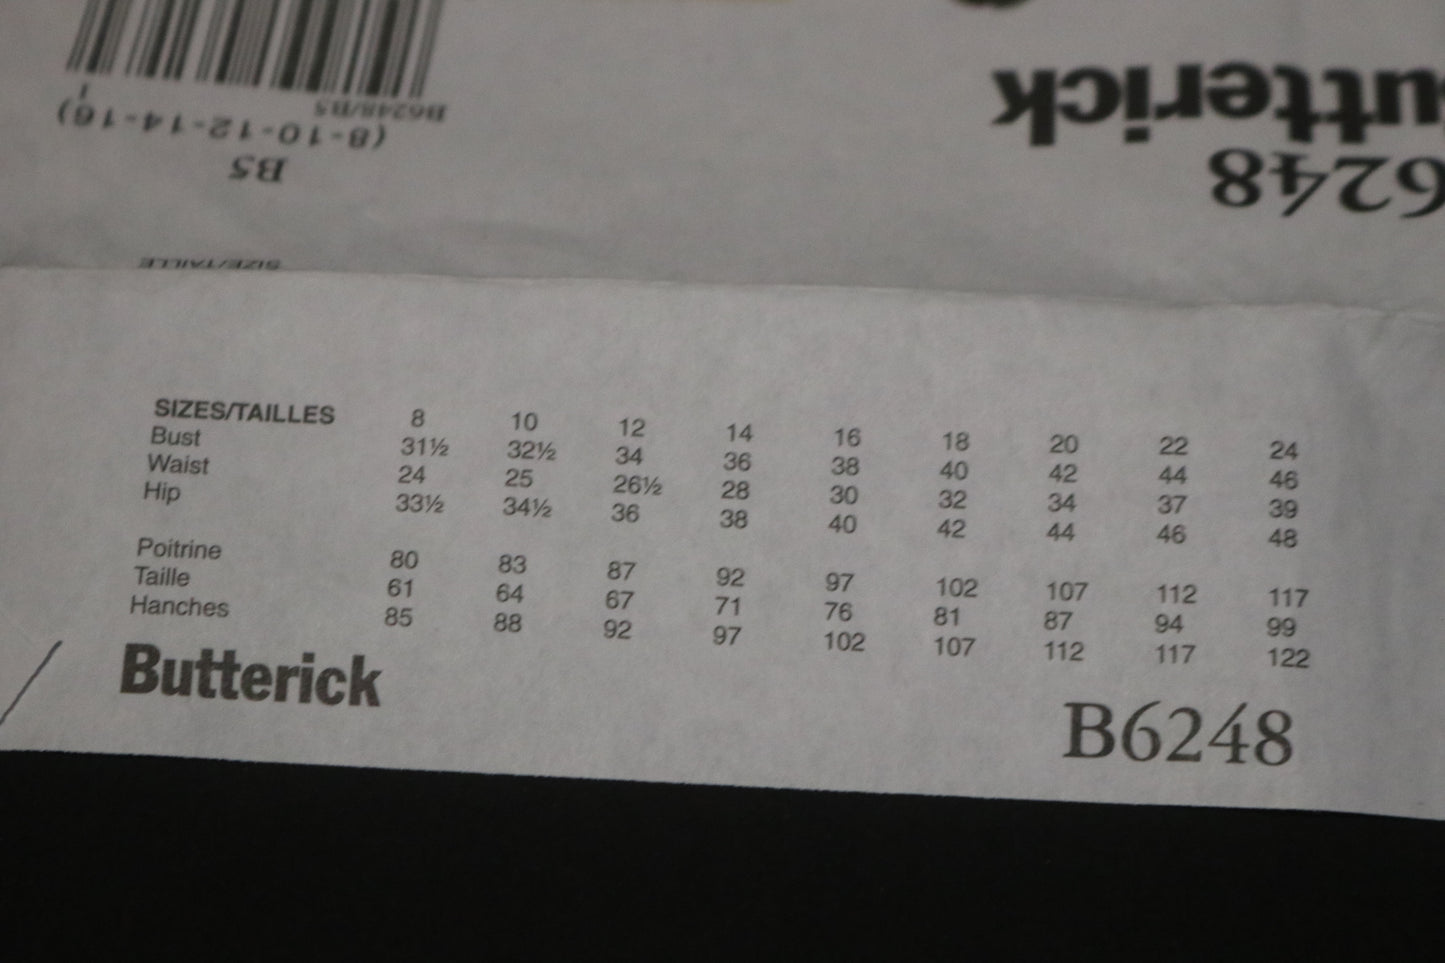 B6248/B5
(8-10-12-14-16)
B5
utterick
6248
SIZE/TAILLE
SIZES/TAILLES 8 10 12 14 16 18 20 22 24
Bust 31½ 32½ 34 36 38 40 42 44 46
Waist 24 25 26½ 28 30 32 34 37 39
Hip 33½ 34½ 36 38 40 42 44 46 48
Poitrine 80 83 87 92 97 102 107 112 117
Taille 61 64 67 71 76 81 87 94 99
Hanches 85 88 92 97 102 107 112 117 122
Butterick B6248